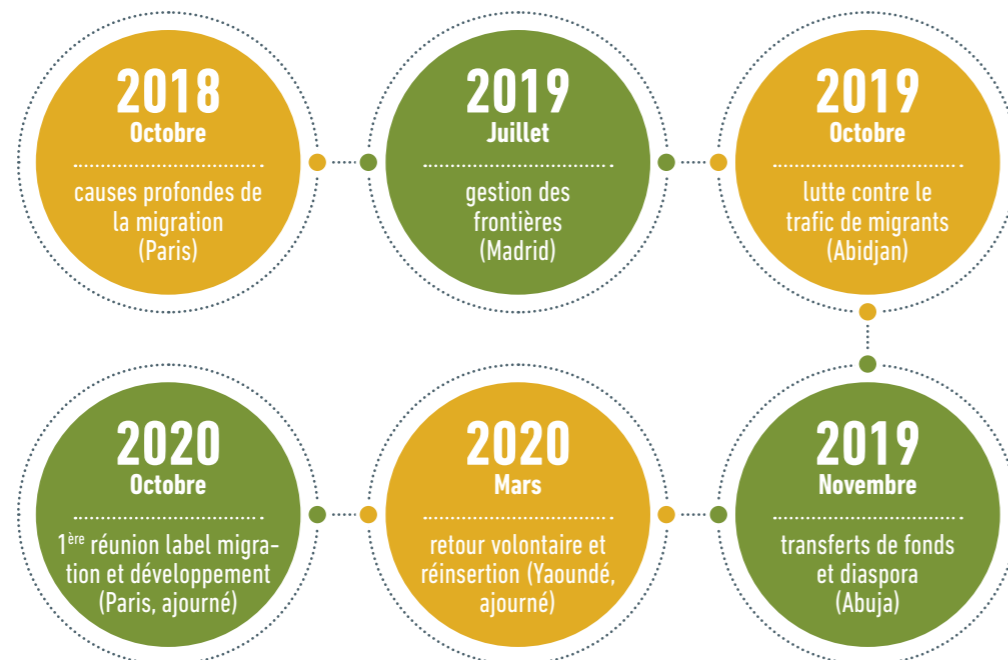 2018
Octobre
causes profondes de
la migration
(Paris)
2019
Juillet
gestion des
frontières
(Madrid)
2019
Octobre
lutte contre le
trafic de migrants
(Abidjan)
2019
Novembre
transferts de fonds
et diaspora
(Abuja)
2020
Mars
retour volontaire et
réinsertion (Yaoundé,
ajourné)
2020
Octobre
1ère réunion label migra-
tion et développement
(Paris, ajourné)